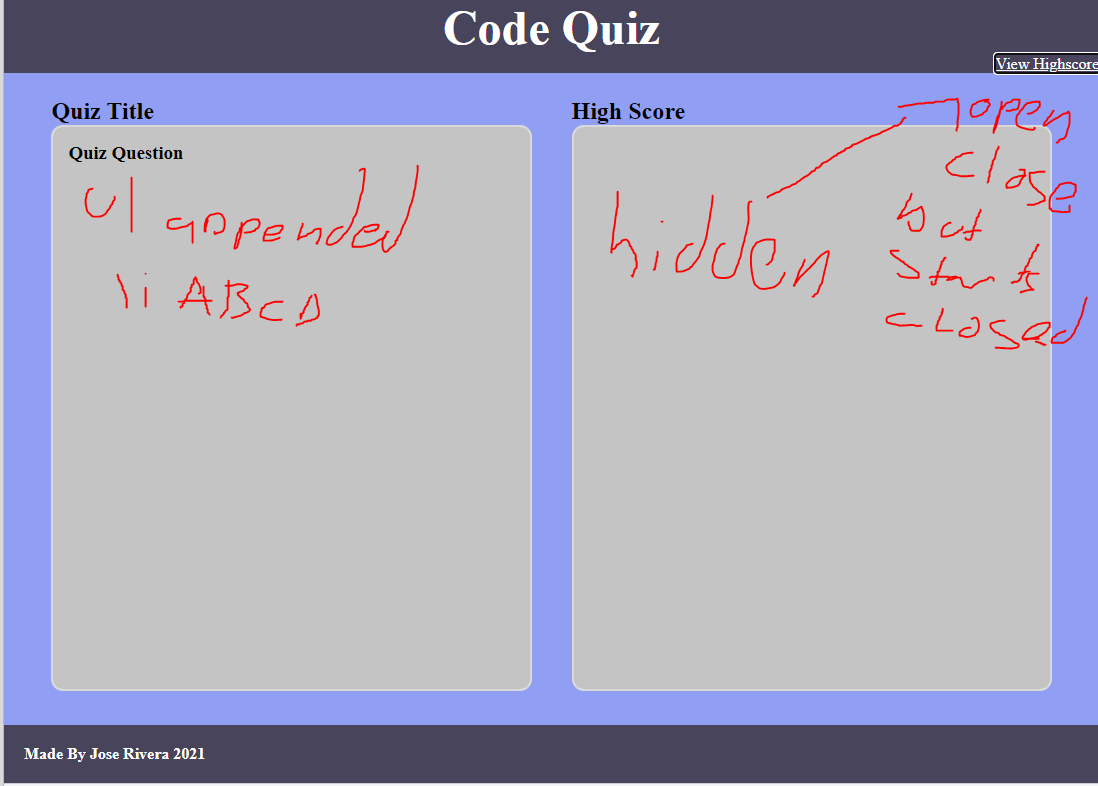 Code Quiz
View Highscore
Quiz Title
High Score
Quiz Question
ul appended
li ABCD
hidden
open
close
but
starts
closed
Made By Jose Rivera 2021